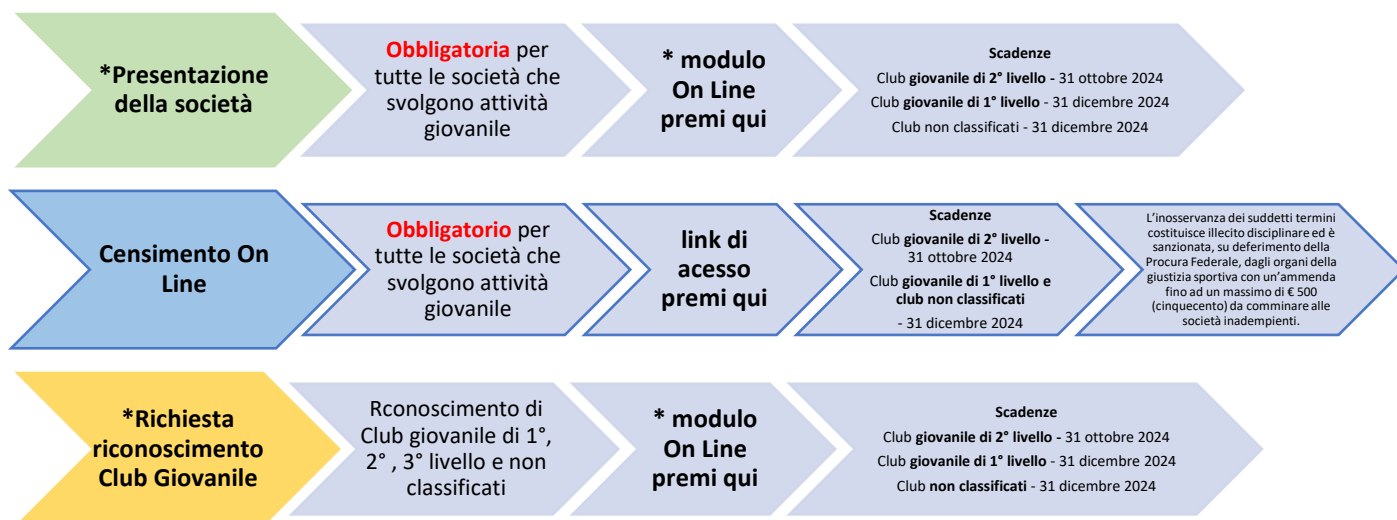 *Presentazione
della società
Obbligatoria per
tutte le società che
svolgono attività
giovanile
* modulo
On Line
premi qui
Scadenze
Club giovanile di 2° livello - 31 ottobre 2024
Club giovanile di 1° livello - 31 dicembre 2024
Club non classificati - 31 dicembre 2024
Censimento On
Line
Obbligatorio per
tutte le società che
svolgono attività
giovanile
link di
acesso
premi qui
Scadenze
Club giovanile di 2° livello -
31 ottobre 2024
Club giovanile di 1° livello e
club non classificati
- 31 dicembre 2024
L'inosservanza dei suddetti termini
costituisce illecito disciplinare ed è
sanzionata, su deferimento della
Procura Federale, dagli organi della
giustizia sportiva con un'ammenda
fino ad un massimo di € 500
(cinquecento) da comminare alle
società inadempienti.
*Richiesta
riconoscimento
Club Giovanile
Rconoscimento di
Club giovanile di 1°,
2° , 3° livello e non
classificati
* modulo
On Line
premi qui
Scadenze
Club giovanile di 2° livello - 31 ottobre 2024
Club giovanile di 1° livello - 31 dicembre 2024
Club non classificati - 31 dicembre 2024